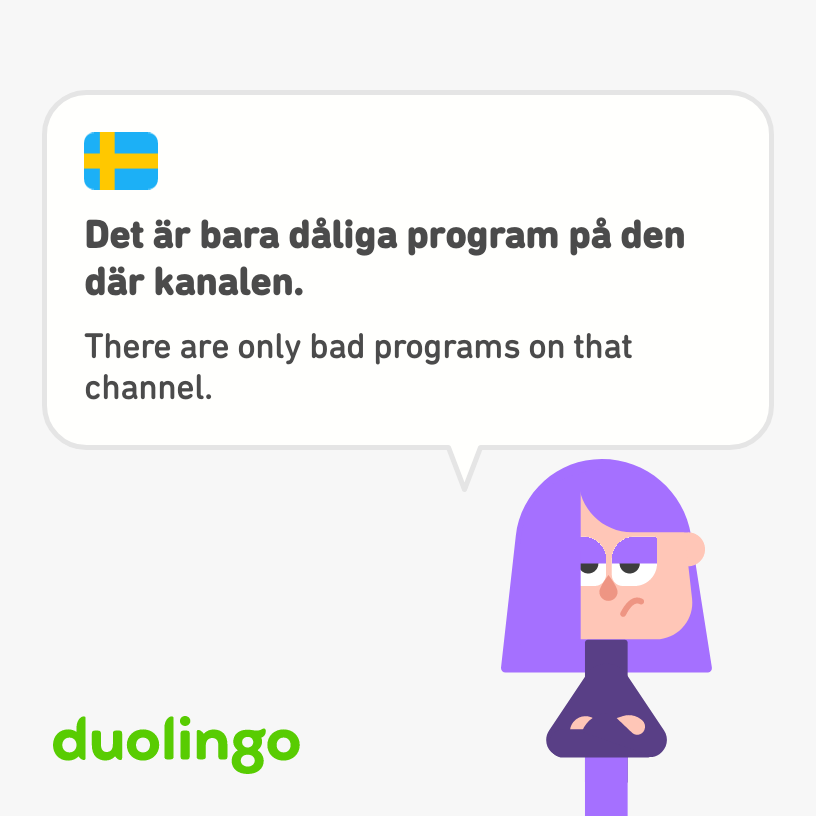 Det är bara dåliga program på den
där kanalen.
There are only bad programs on that
channel.
duolingo